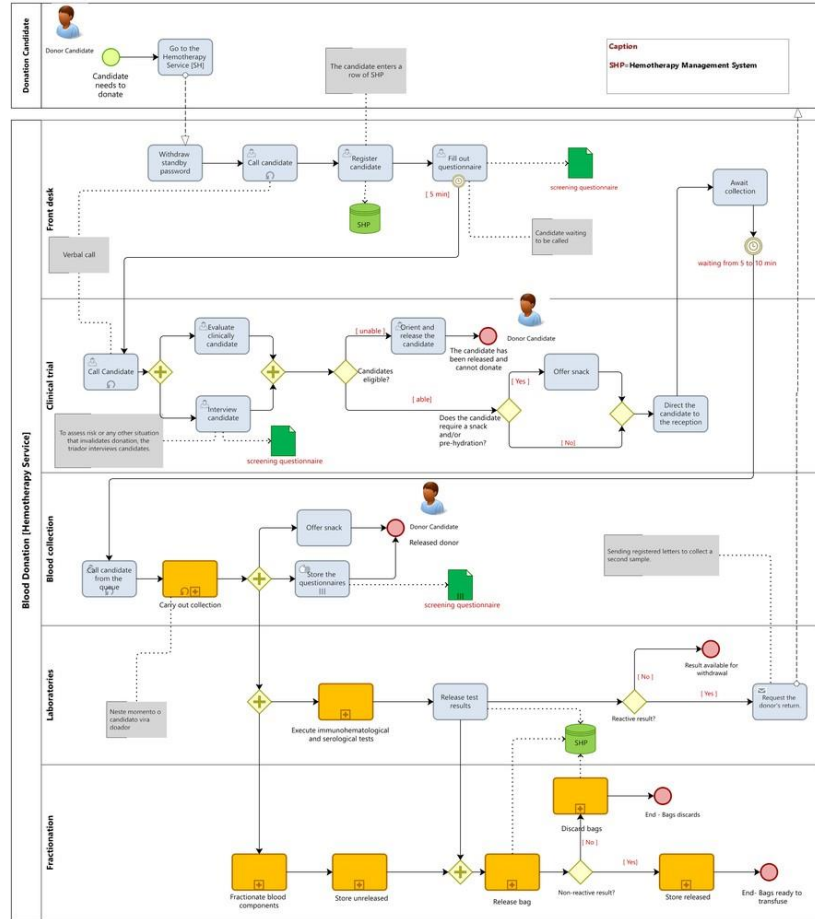 Donation Candidate
Donor Candidate
Candidate
needs to
donate
Go to the
Hemotherapy
Service [SH]
The candidate enters a
row of SHP
Caption
SHP=Hemotherapy Management System
Blood Donation [Hemotherapy Service]
Front desk
Withdraw
standby
password
Call candidate
Register
candidate
Fill out
questionnaire
[ 5 min]
screening questionnaire
SHP
Await
collection
waiting from 5 to 10 min
Candidate waiting
to be called
Verbal call
Clinical trial
Call Candidate
Evaluate
clinically
candidate
Interview
candidate
To assess risk or any other situation
that invalidates donation, the
triador interviews candidates.
screening questionnaire
Candidates
eligible?
[ unable ]
Orient and
release the
candidate
The candidate has
been released and
cannot donate
Donor Candidate
[ able]
Does the candidate
require a snack
and/or
pre-hydration?
[ Yes ]
Offer snack
[ No]
Direct the
candidate to
the reception
Blood collection
Call candidate
from the
queue
Carry out collection
Offer snack
Store the
questionnaires
Donor Candidate
Released donor
screening questionnaire
Sending registered letters to collect a
second sample.
Laboratories
Neste momento o
candidato vira
doador
Execute immunohematological
and serological tests
Release test
results
SHP
Reactive result?
[ No ]
Result available for
withdrawal
[ Yes ]
Request the
donor's return.
Fractionation
Fractionate blood
components
Store unreleased
Release bag
Non-reactive result?
[ No ]
Discard bags
End - Bags discards
[ Yes]
Store released
End- Bags ready to
transfuse